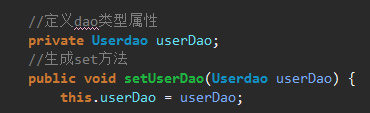 //定义dao类型属性
private Userdao userDao;
//生成set方法
public void setUserDao(Userdao userDao) {
this.userDao = userDao;